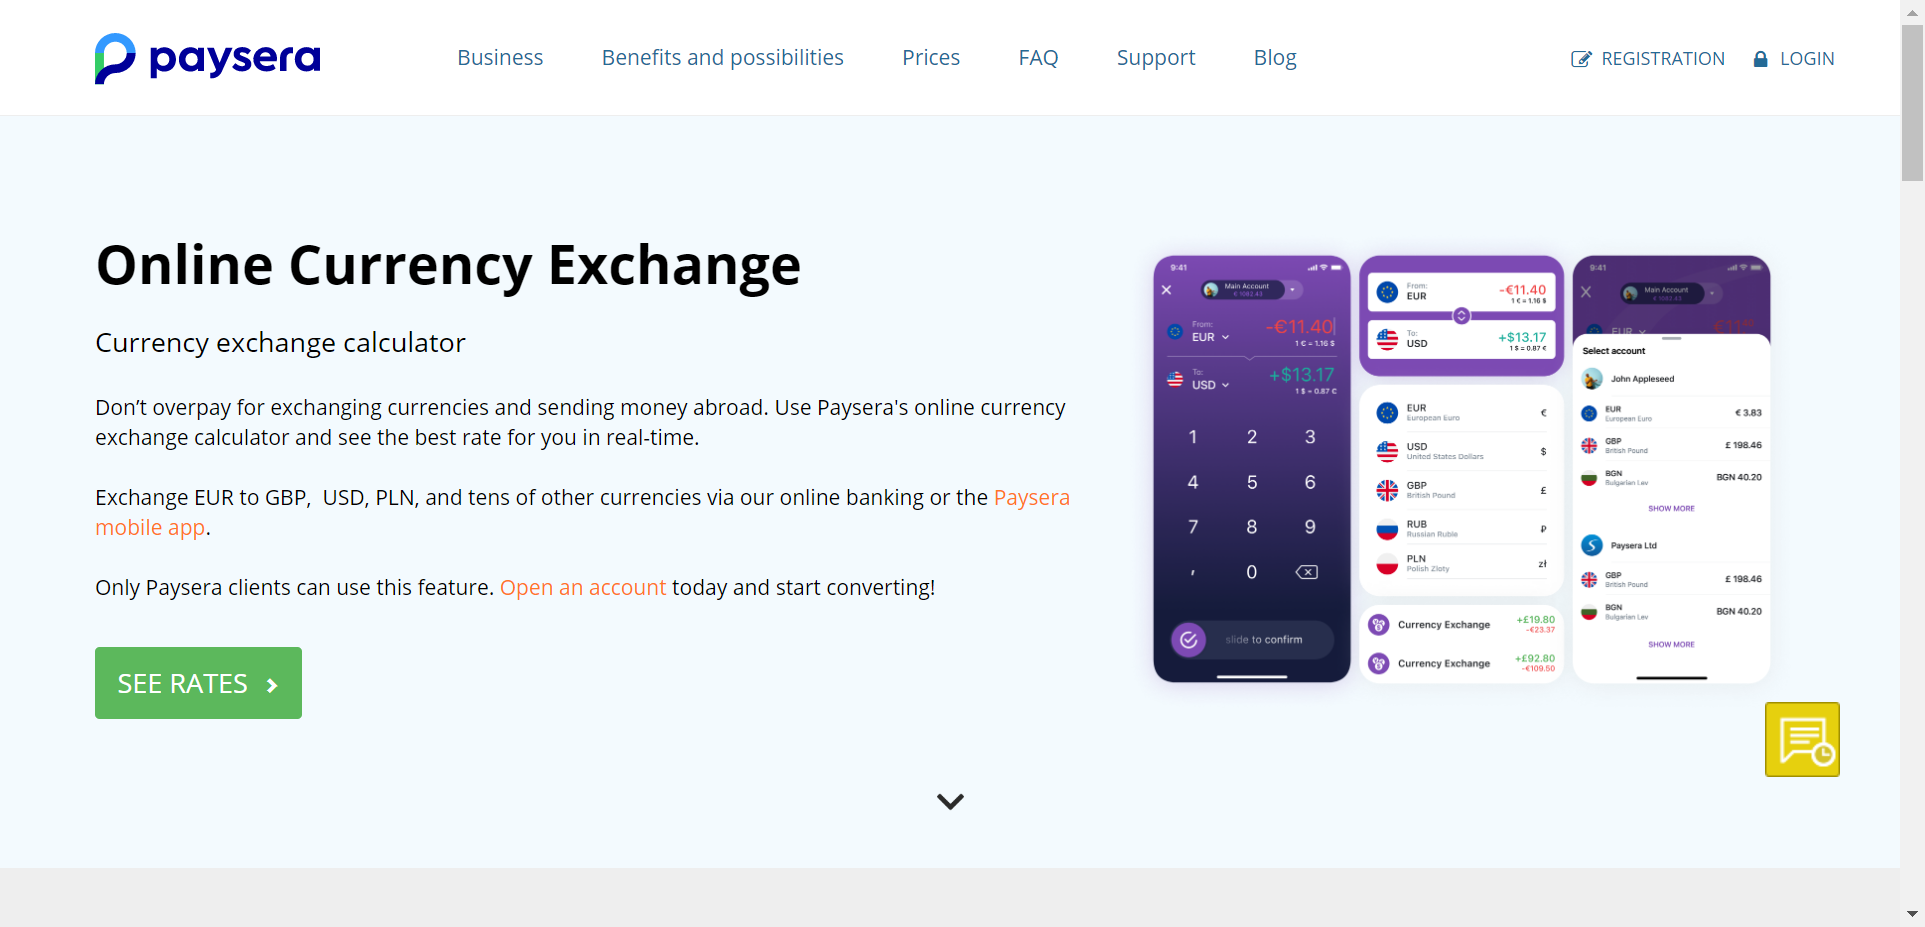 paysera
Business
Benefits and possibilities
Prices
FAQ
Support
Blog
REGISTRATION
LOGIN
Online Currency Exchange
Currency exchange calculator
Don’t overpay for exchanging currencies and sending money abroad. Use Paysera's online currency
exchange calculator and see the best rate for you in real-time.
Exchange EUR to GBP,  USD, PLN, and tens of other currencies via our online banking or the Paysera
mobile app.
Only Paysera clients can use this feature. Open an account today and start converting!
SEE RATES
9:41
Main Account
€ 1092.43
From:
EUR
-€11.40
1 € = 1.16 $
To:
USD
+$13.17
1 $ = 0.87 €
1 2 3
4 5 6
7 8 9
, 0
slide to confirm
From:
EUR
-€11.40
1 € = 1.16 $
To:
USD
+$13.17
1 $ = 0.87 €
EUR
European Euro
€
USD
United States Dollars
$
GBP
British Pound
£
RUB
Russian Ruble
₽
PLN
Polish Zloty
zł
Currency Exchange
+£19.80
-€23.37
Currency Exchange
+£92.80
-€109.50
9:41
Main Account
EUR
Select account
John Appleseed
EUR
European Euro
€ 3.83
GBP
British Pound
£ 198.46
BGN
Bulgarian Lev
BGN 40.20
SHOW MORE
Paysera Ltd
GBP
British Pound
£ 198.46
BGN
Bulgarian Lev
BGN 40.20
SHOW MORE